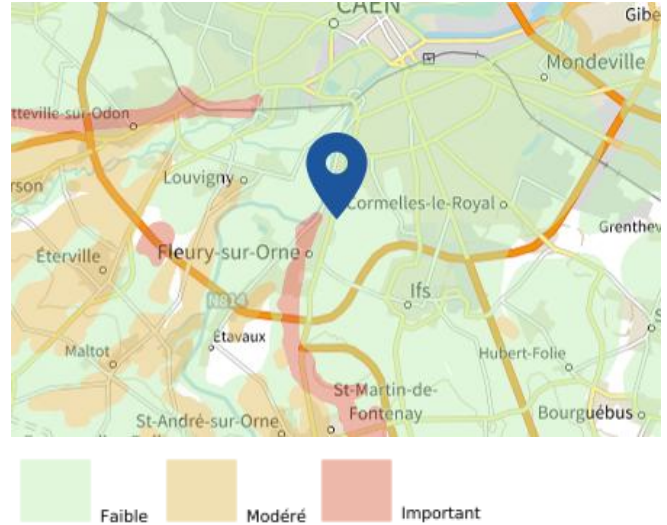 CAEN
Gibe
Mondeville
tteville-sur-Odon
Louvigny
rson
Cormelles-le-Royal
Grenthev
Fleury-sur-Orne
Éterville
Ifs
N814
S
Étavaux
Maltot
Hubert-Folie
St-Martin-de-
Fontenay
St-André-sur-Orne
Bourguébus
Faible
Modéré
Important